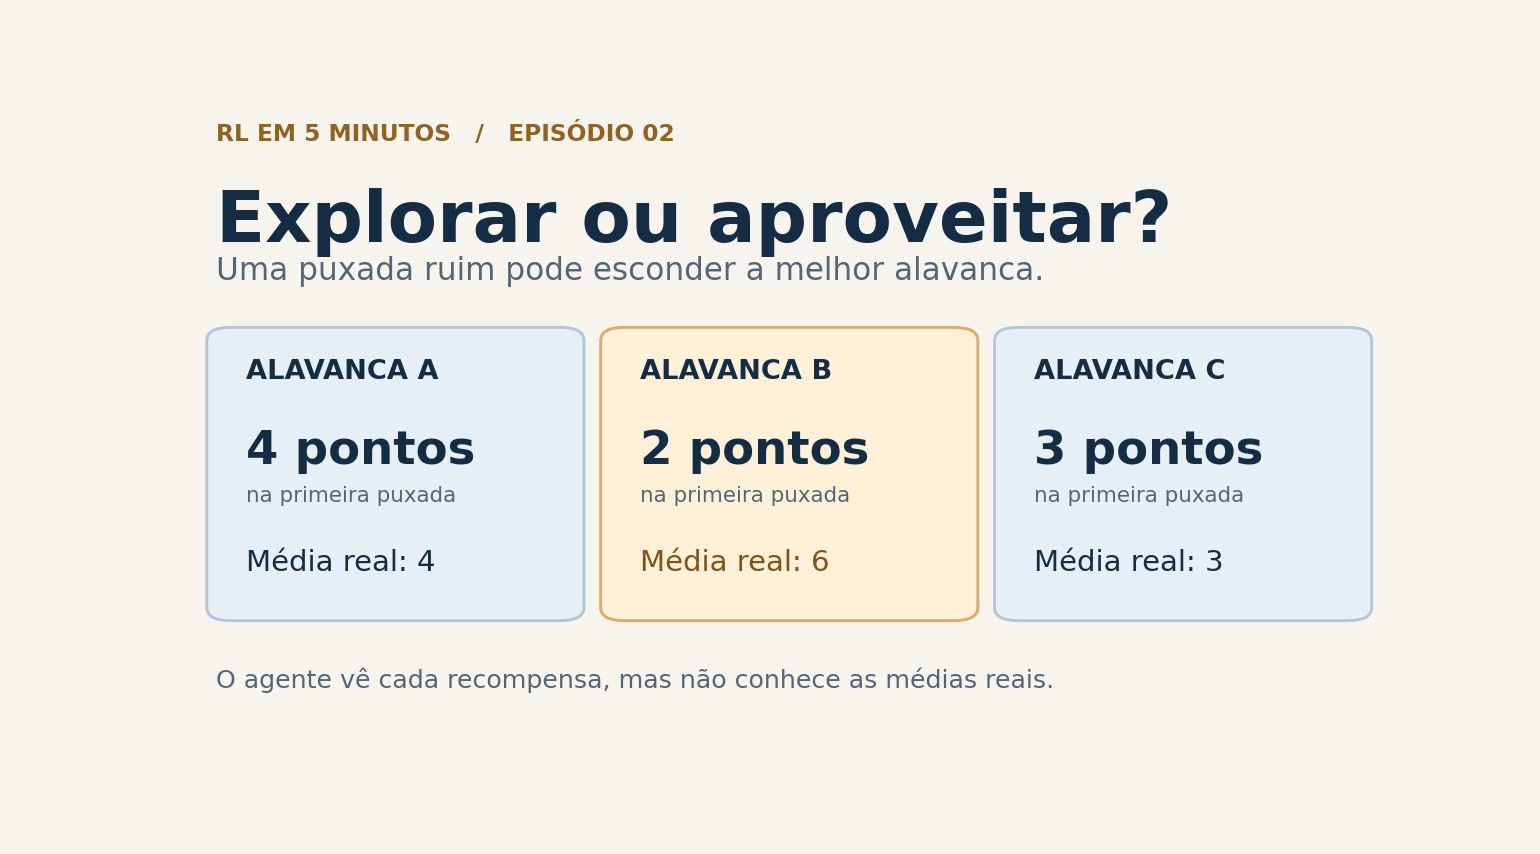 RL EM 5 MINUTOS / EPISÓDIO 02
Explorar ou aproveitar?
Uma puxada ruim pode esconder a melhor alavanca.
ALAVANCA A
4 pontos
na primeira puxada
Média real: 4
ALAVANCA B
2 pontos
na primeira puxada
Média real: 6
ALAVANCA C
3 pontos
na primeira puxada
Média real: 3
O agente vê cada recompensa, mas não conhece as médias reais.